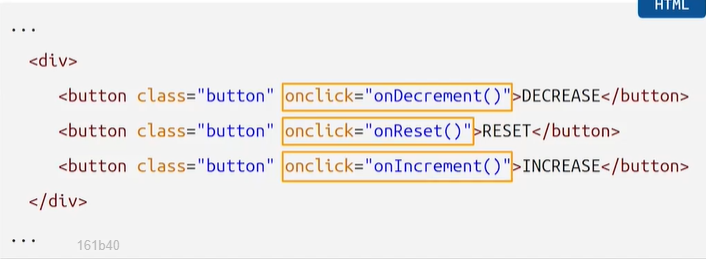 HTML
...
<div>
<button class="button" onclick="onDecrement()">DECREASE</button>
<button class="button" onclick="onReset()">RESET</button>
<button class="button" onclick="onIncrement()">INCREASE</button>
</div>
...
161b40